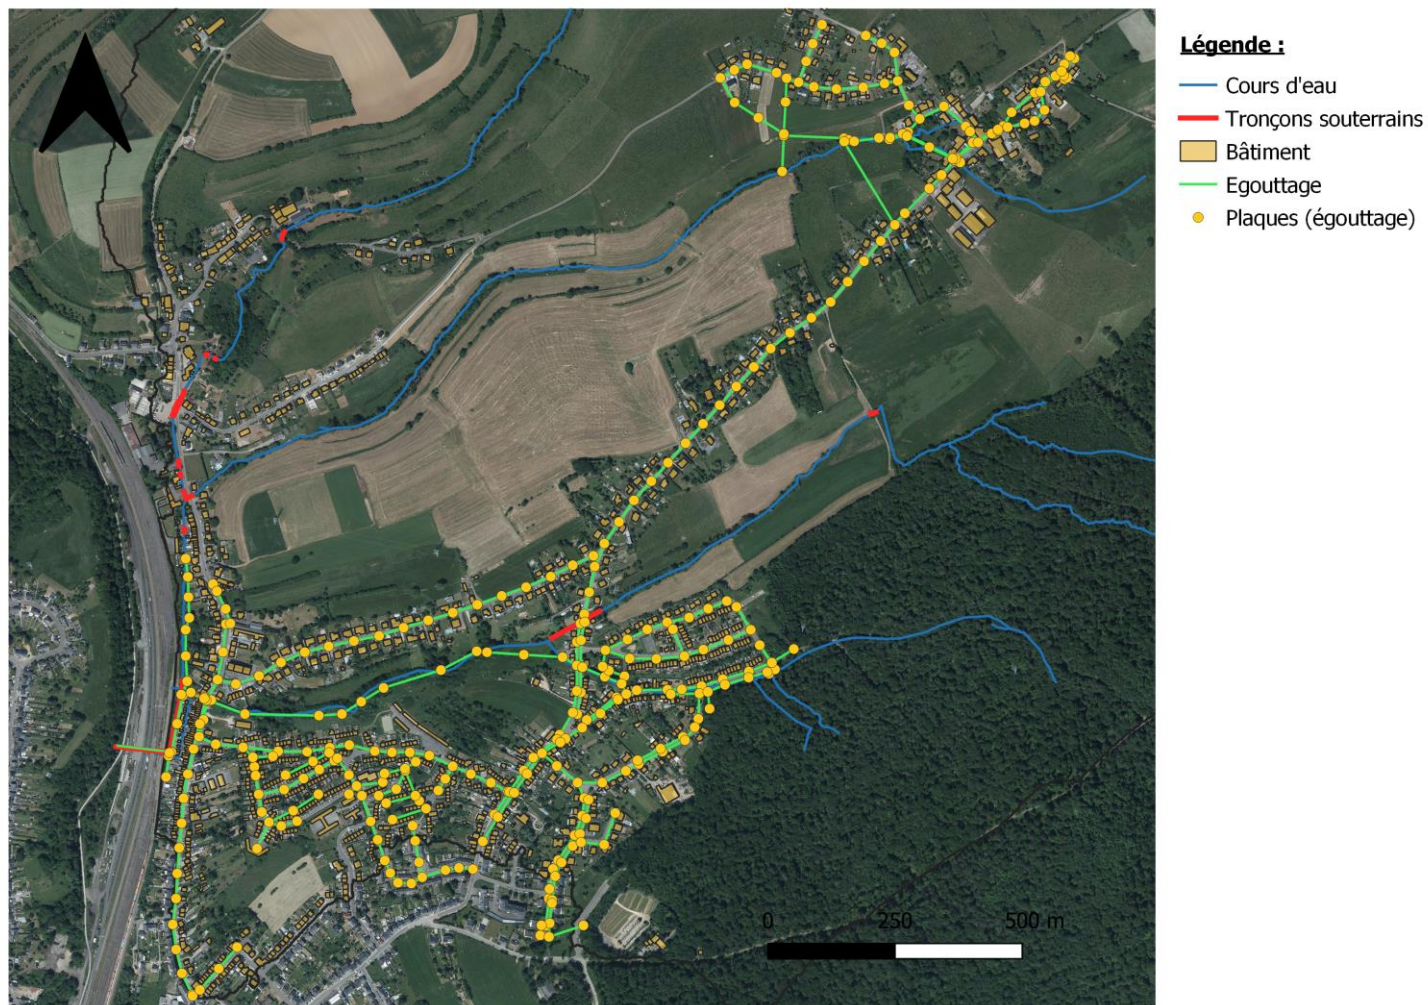 Légende :
Cours d'eau
Tronçons souterrains
Bâtiment
Egouttage
Plaques (égouttage)
0 250 500 m